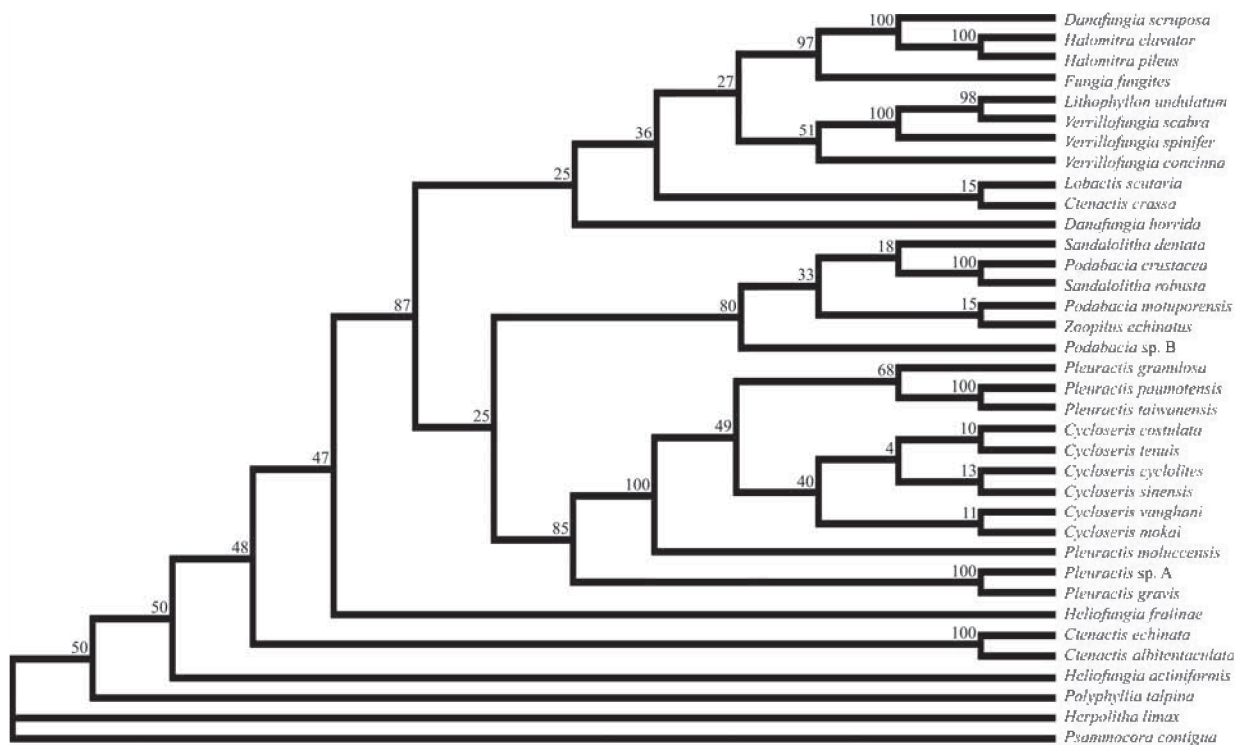 100
Danafungia scruposa
100
Halomitra clavator
97
Halomitra pileus
Fungia fungites
27
98
Lithophyllon undulatum
100
Verrillofungia scabra
36
51
Verrillofungia spinifer
Verrillofungia concinna
25
15
Lobactis scutaria
Ctenactis crassa
Danafungia horrida
18
Sandalolitha dentata
100
Podabacia crustacea
33
Sandalolitha robusta
87
80
15
Podabacia motuporensis
Zoopilus echinatus
Podabacia sp. B
68
Pleuractis granulosa
100
Pleuractis paumotensis
Pleuractis taiwanensis
25
49
10
Cycloseris costulata
4
Cycloseris tenuis
47
13
Cycloseris cyclolites
100
40
Cycloseris sinensis
11
Cycloseris vaughani
85
Cycloseris mokai
48
Pleuractis moluccensis
100
Pleuractis sp. A
Pleuractis gravis
50
Heliofungia fralinae
100
Ctenactis echinata
50
Ctenactis albitentaculata
Heliofungia actiniformis
Polyphyllia talpina
Herpolitha limax
Psammocora contigua